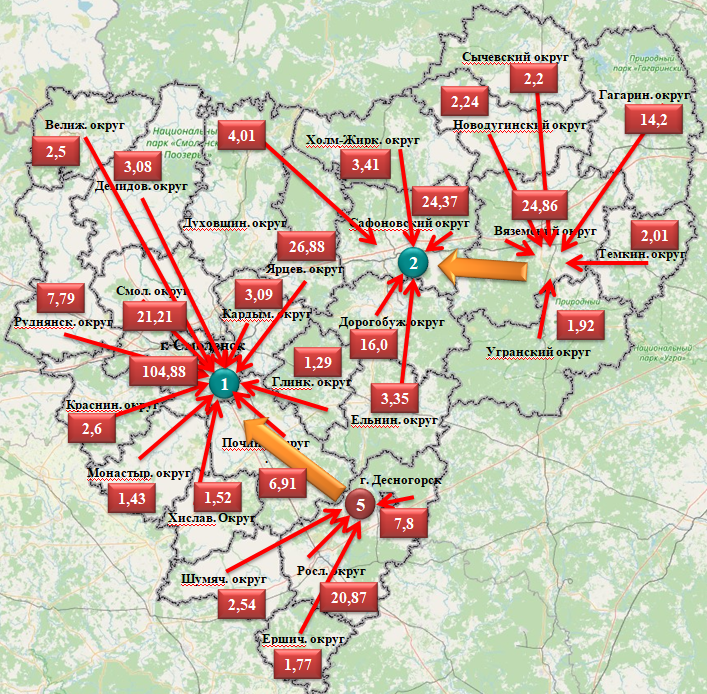 Сычевский округ
Природный
парк «Гагарински
2,2
Гагарин. округ
2,24
14,2
Велиж. округ
4,01
Новодугинский округ
Национальный
парк «Смоленск
Поозерье»
Холм-Жирк. округ
2,5
3,08
3,41
Демидов. округ
24,37
24,86
Духовшин. округ
Сафоновский округ
Вяземский округ
2,01
26,88
Темкин. округ
2
Ярцев. округ
Смол. округ
7,79
3,09
Природный
21,21
Кардым. округ
Руднянск. округ
Дорогобуж. округ
1,92
г. Смоленск
16,0
Угранский округ
Национальный
парк «Угра»
104,88
1,29
1
Глинк. округ
3,35
Краснин. округ
Ельнин. округ
2,6
Почин. округ
Монастыр. округ
г. Десногорск
6,91
1,43
1,52
5
Хислав. Округ
7,8
Росл. округ
Шумяч. округ
20,87
2,54
Ершич. округ
1,77